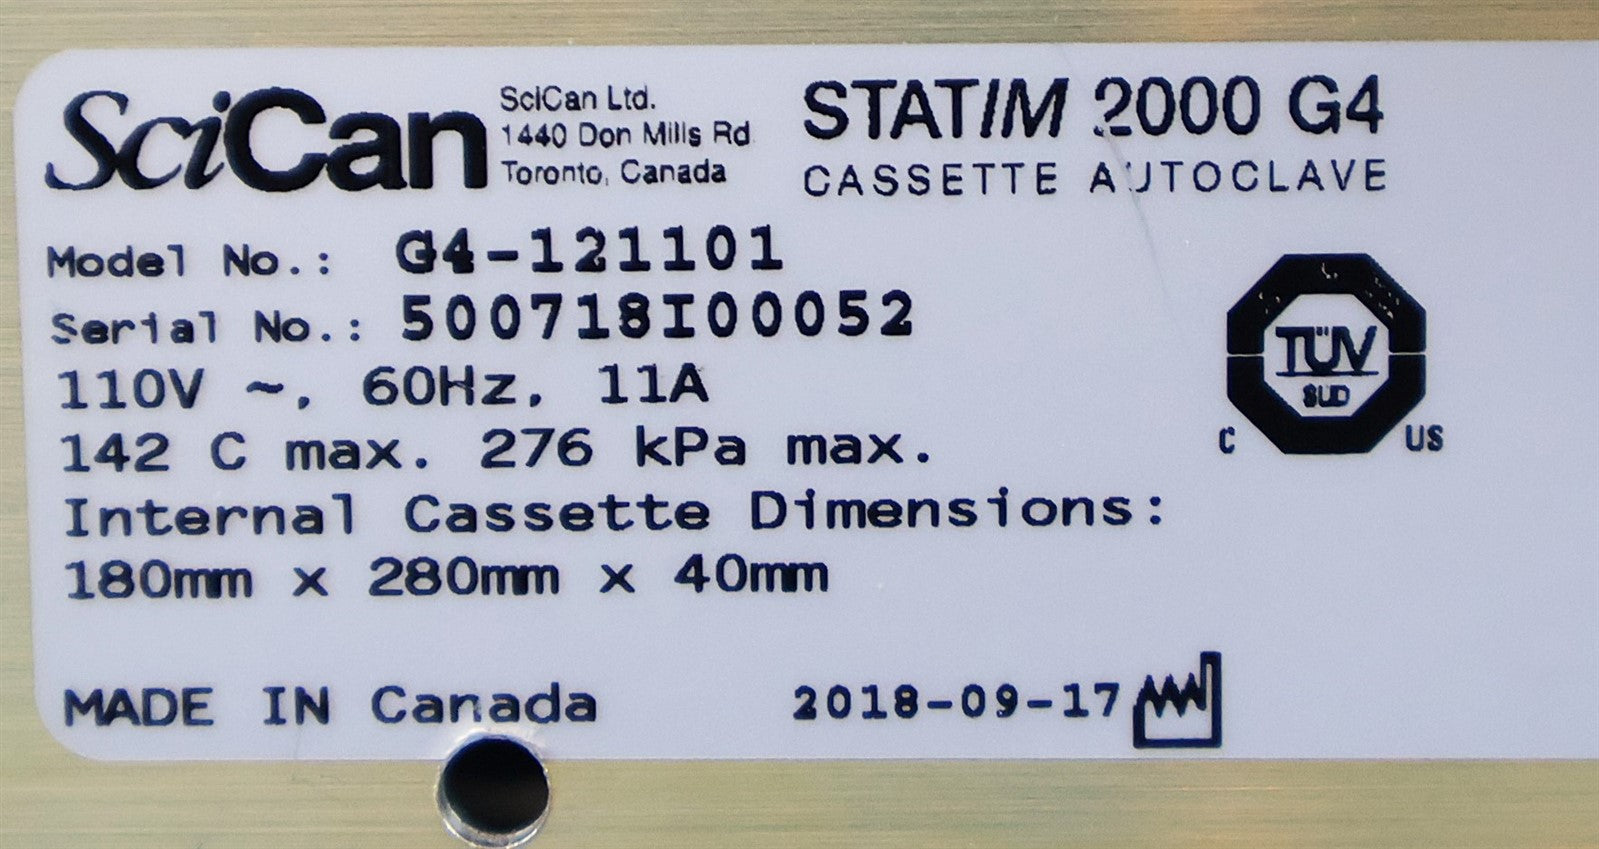 SciCan
SciCan Ltd.
1440 Don Mills Rd
Toronto, Canada
STATIM 2000 G4
CASSETTE AUTOCLAVE
Model No.: G4-121101
Serial No.: 500718I00052
110V ~, 60Hz, 11A
142 C max. 276 kPa max.
Internal Cassette Dimensions:
180mm x 280mm x 40mm
TÜV
SÜD
C US
MADE IN Canada
2018-09-17